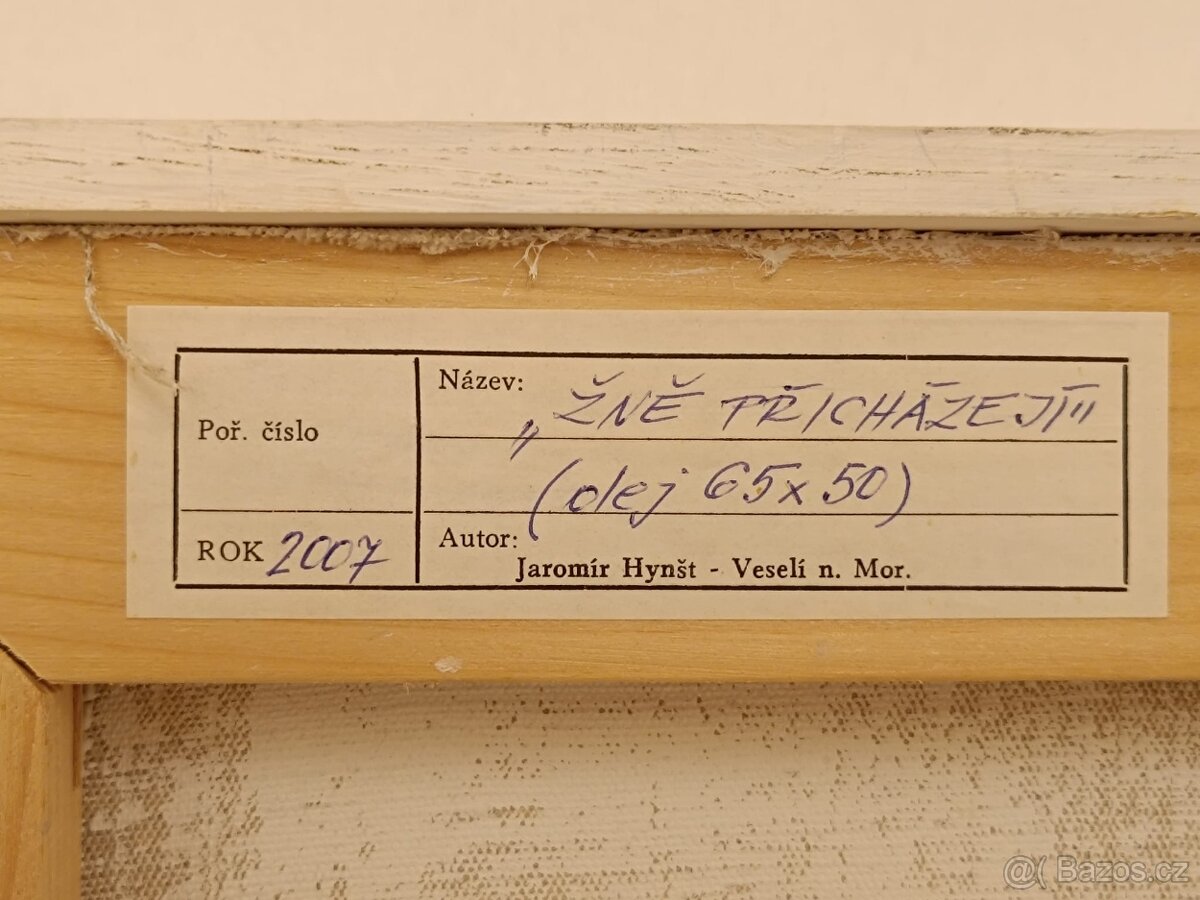 Poř. číslo
ROK 2007
Název:
„ŽNĚ PŘICHÁZEJÍ"
(olej 65x50)
Autor:
Jaromír Hynšt - Veselí n. Mor.
@( Bazos.cz